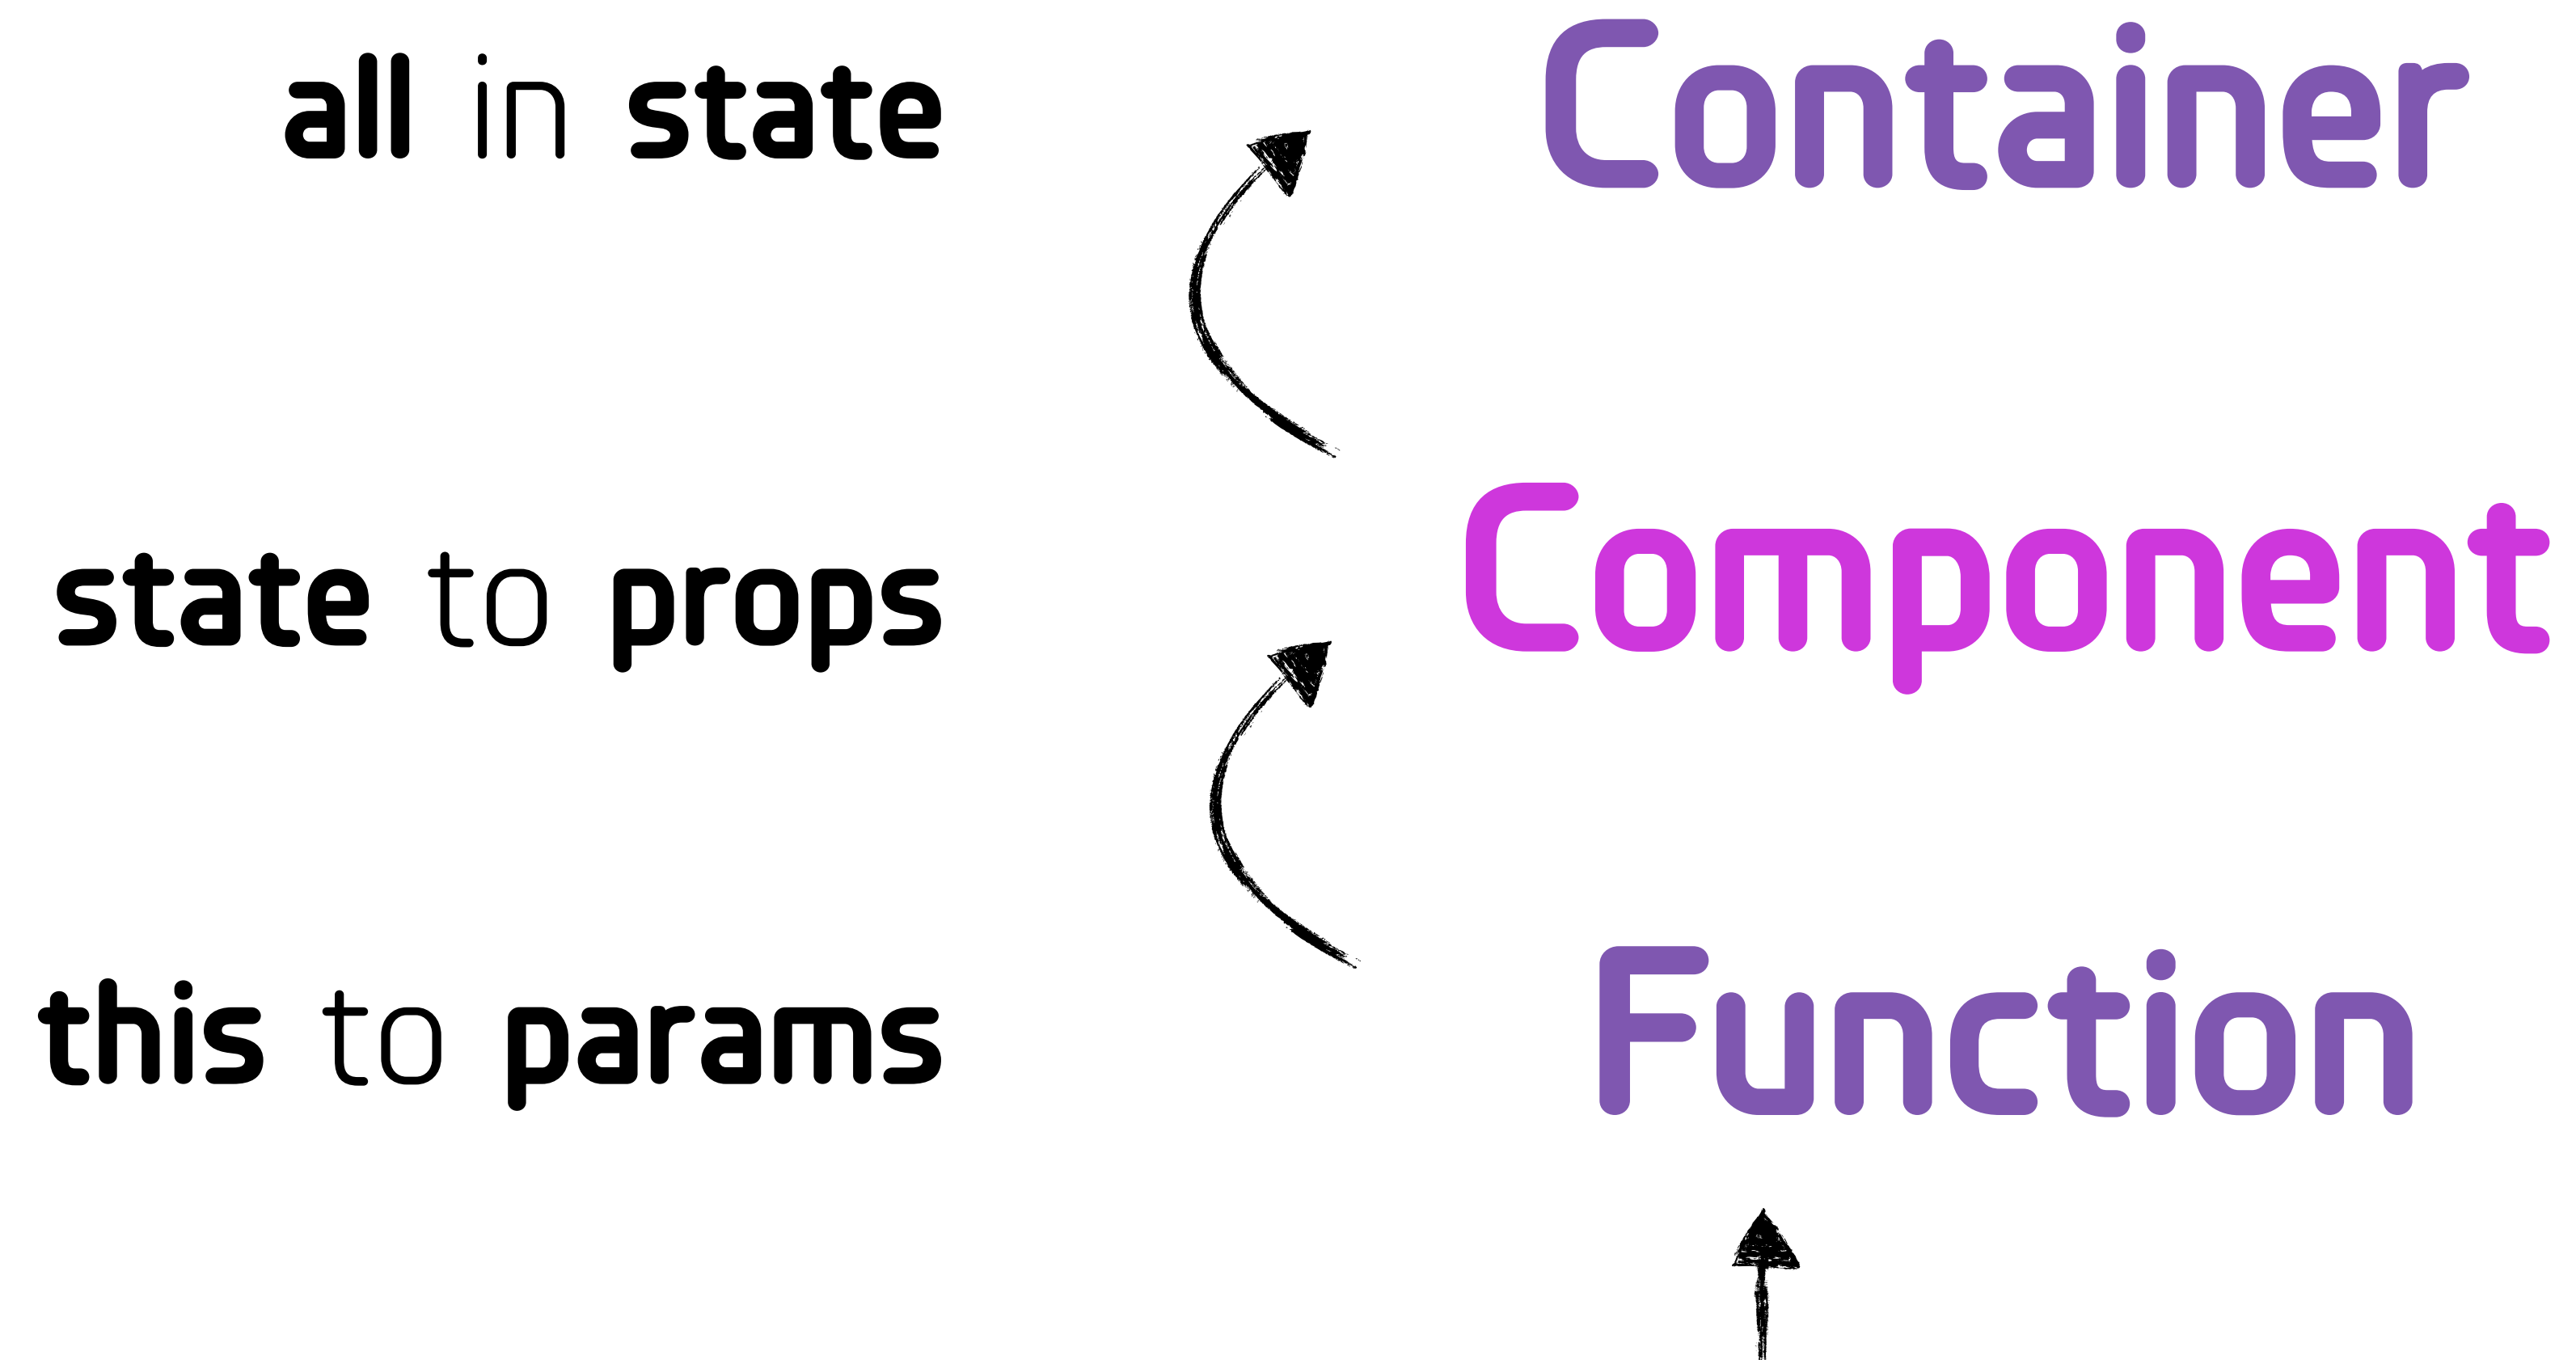 all in state
Container
state to props
Component
this to params
Function